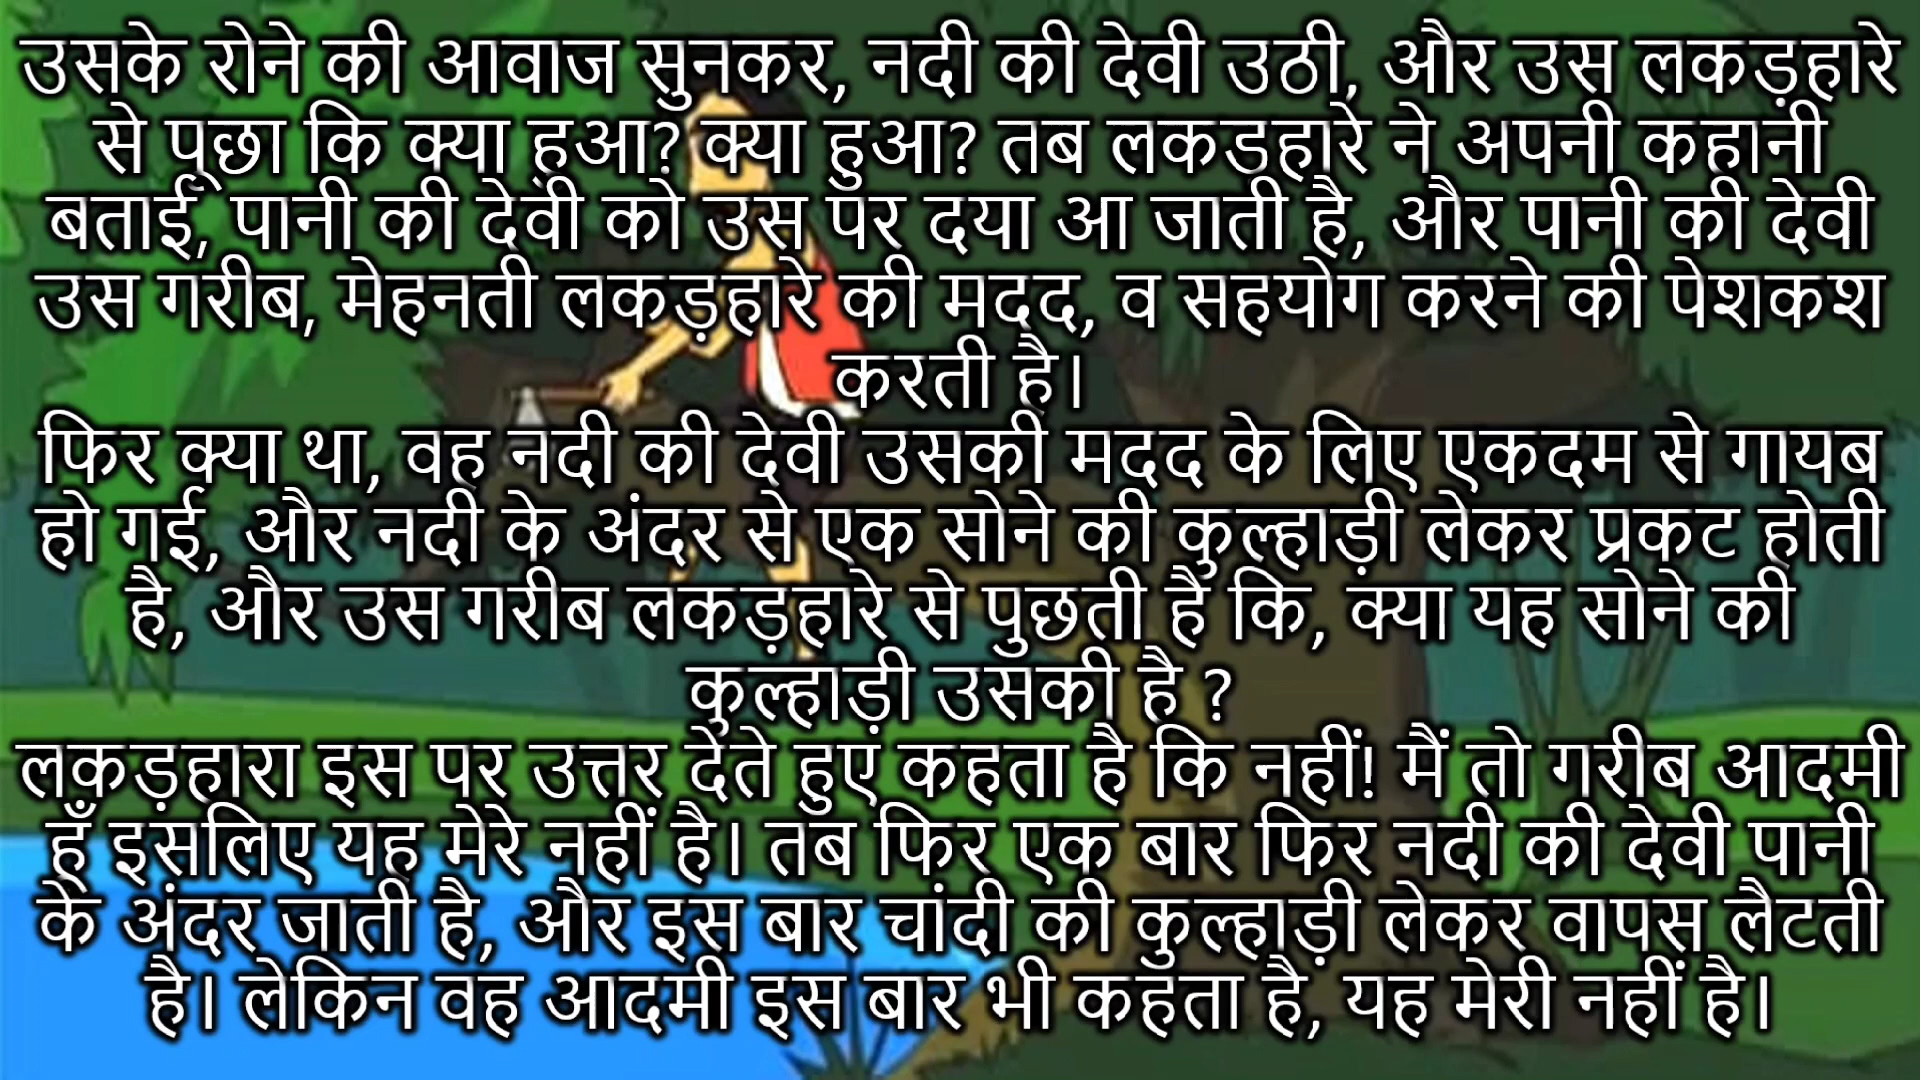 उसके रोने की आवाज सुनकर, नदी की देवी उठी, और उस लकड़हारे
से पूछा कि क्या हुआ? क्या हुआ? तब लकड़हारे ने अपनी कहानी
बताई, पानी की देवी को उस पर दया आ जाती है, और पानी की देवी
उस गरीब, मेहनती लकड़हारे की मदद, व सहयोग करने की पेशकश
करती है।
फिर क्या था, वह नदी की देवी उसकी मदद के लिए एकदम से गायब
हो गई, और नदी के अंदर से एक सोने की कुल्हाड़ी लेकर प्रकट होती
है, और उस गरीब लकड़हारे से पुछती है कि, क्या यह सोने की
कुल्हाड़ी उसकी है ?
लकड़हारा इस पर उत्तर देते हुए कहता है कि नहीं! मैं तो गरीब आदमी
हूँ इसलिए यह मेरे नहीं है। तब फिर एक बार फिर नदी की देवी पानी
के अंदर जाती है, और इस बार चांदी की कुल्हाड़ी लेकर वापस लैटती
है। लेकिन वह आदमी इस बार भी कहता है, यह मेरी नहीं है।